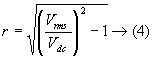 r = √((V_rms / V_dc)² − 1) → (4)